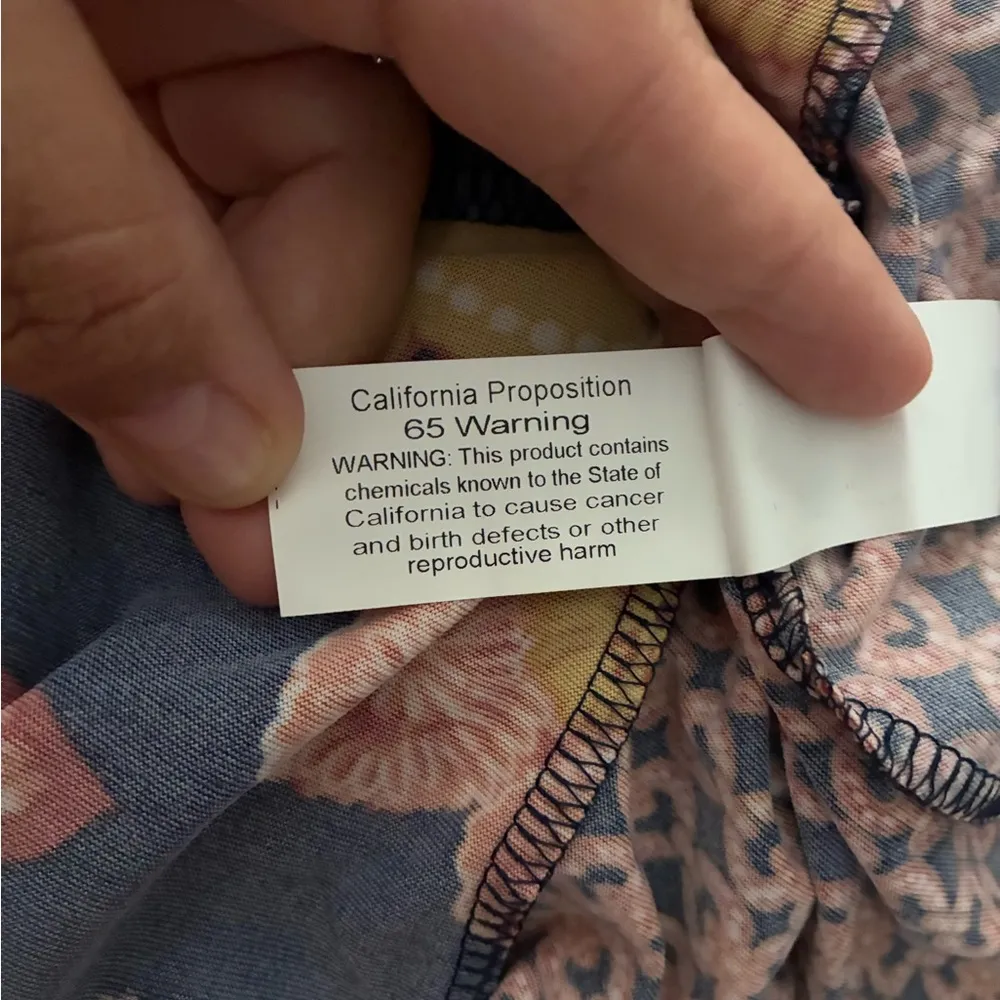 California Proposition
65 Warning
WARNING: This product contains
chemicals known to the State of
California to cause cancer
and birth defects or other
reproductive harm